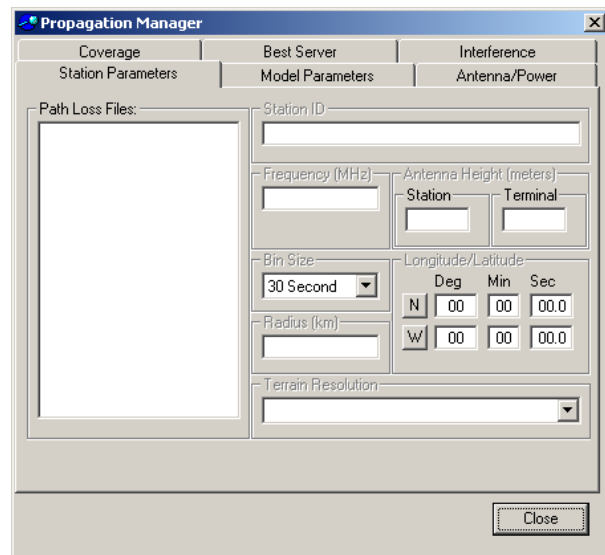 Propagation Manager
Coverage Best Server Interference
Station Parameters Model Parameters Antenna/Power
Path Loss Files:
Station ID
Frequency (MHz)
Antenna Height (meters)
Station Terminal
Bin Size
30 Second
Longitude/Latitude
Deg Min Sec
N 00 00 00.0
W 00 00 00.0
Radius (km)
Terrain Resolution
Close